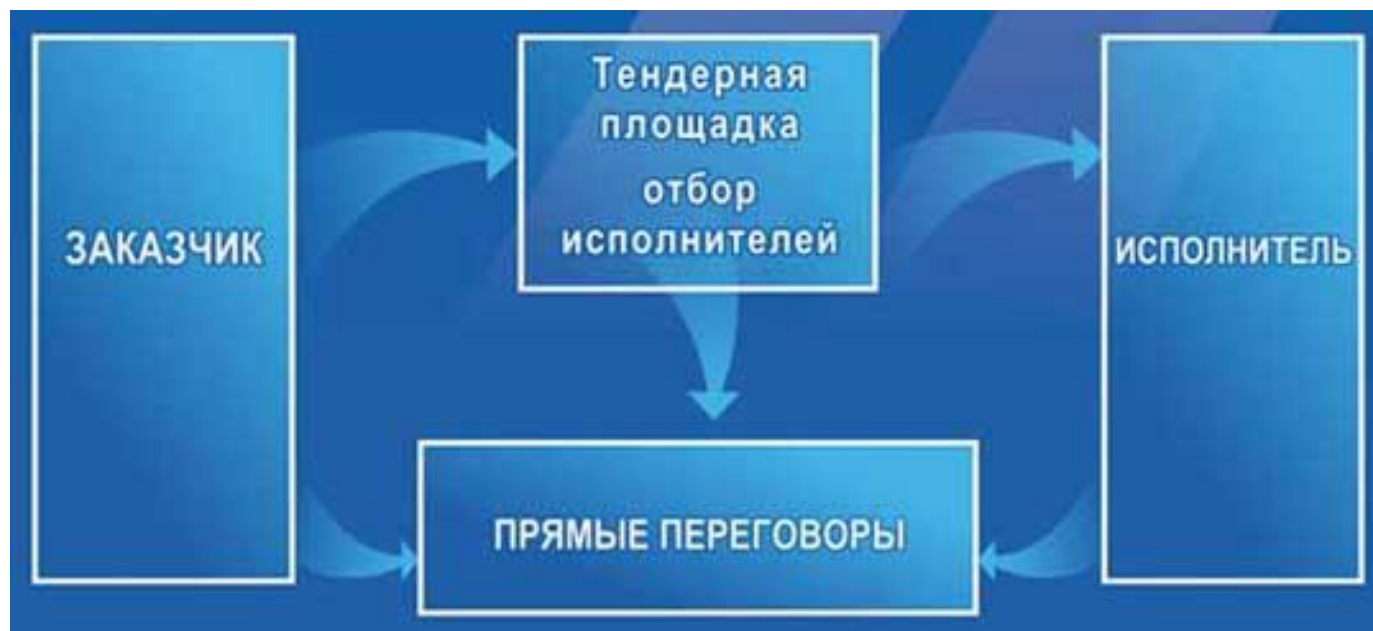 ЗАКАЗЧИК
Тендерная
площадка
отбор
исполнителей
ИСПОЛНИТЕЛЬ
ПРЯМЫЕ ПЕРЕГОВОРЫ